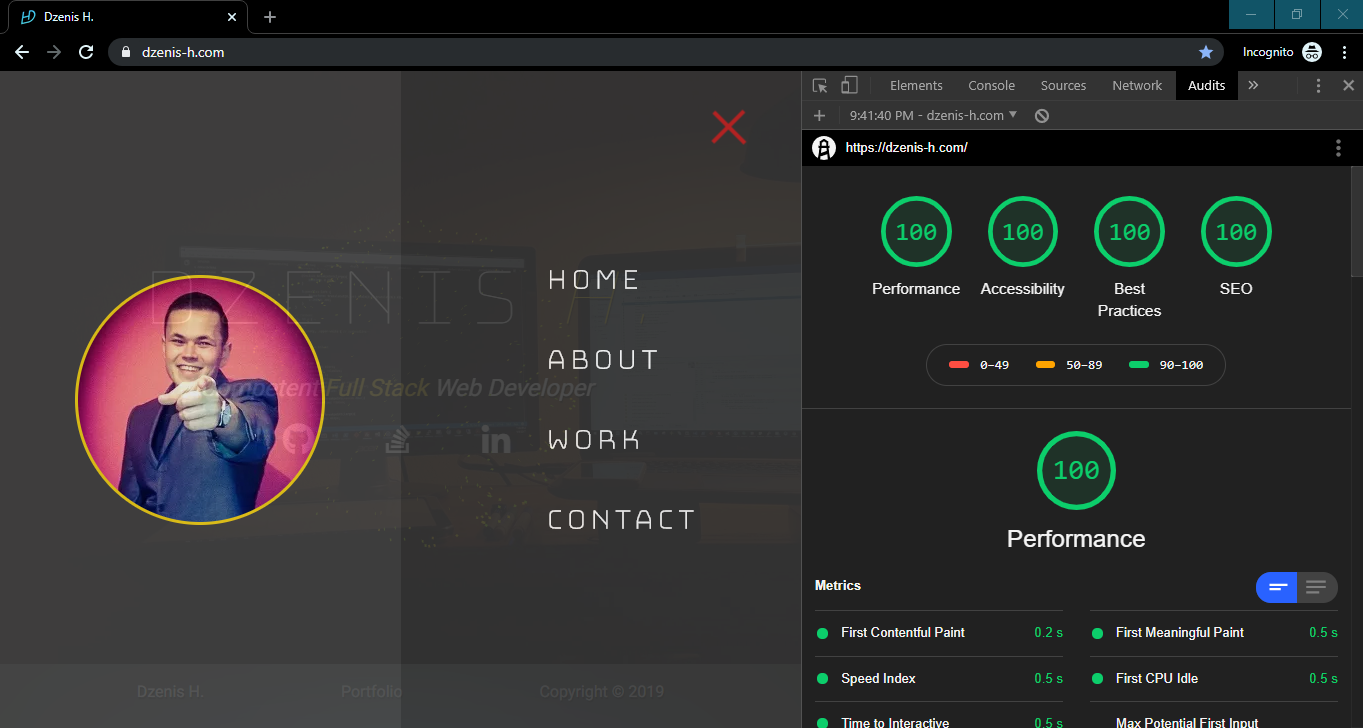 Dzenis H.
dzenis-h.com
Incognito
DZENIS H.
Competent Full Stack Web Developer
HOME
ABOUT
WORK
CONTACT
Dzenis H. Portfolio Copyright © 2019
Elements Console Sources Network Audits
9:41:40 PM - dzenis-h.com
https://dzenis-h.com/
100 100 100 100
Performance Accessibility Best Practices SEO
0–49 50–89 90–100
100
Performance
Metrics
First Contentful Paint 0.2 s First Meaningful Paint 0.5 s
Speed Index 0.5 s First CPU Idle 0.5 s
Time to Interactive 0.5 s Max Potential First Input